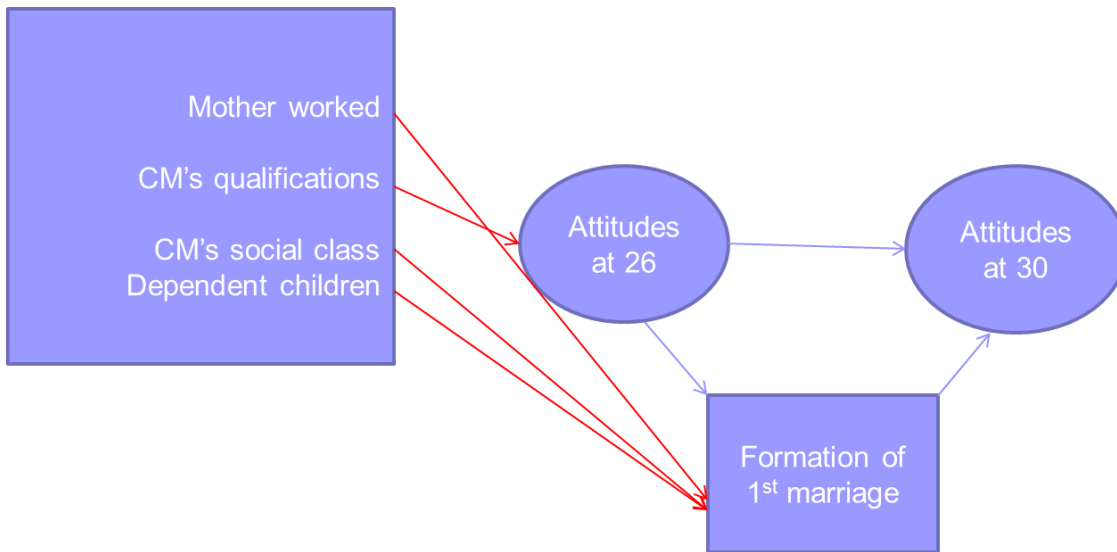 Mother worked
CM's qualifications
CM's social class
Dependent children
Attitudes
at 26
Attitudes
at 30
Formation of
1st marriage